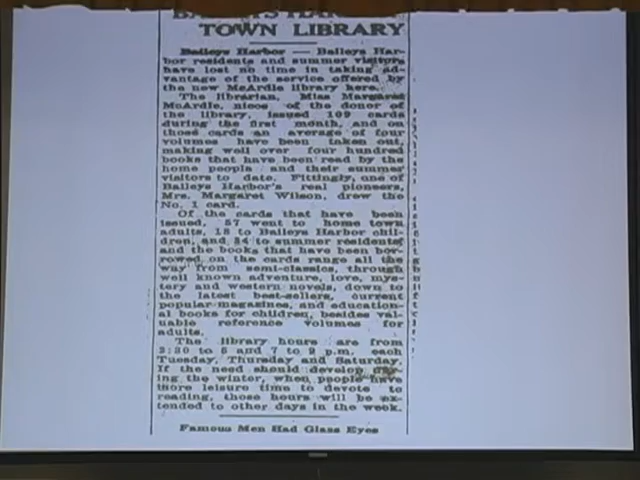 TOWN LIBRARY
Baileys Harbor — Baileys Har-
bor residents and summer visitors
have lost no time in taking ad-
vantage of the service offered by
the new McArdle library here.
The librarian, Miss Margaret
McArdle, niece of the donor of
the library, issued 109 cards
during the first month, and on
those cards an average of four
volumes have been taken out,
making well over four hundred
books that have been read by the
home people and their summer
visitors to date. Fittingly, one of
Baileys Harbor's real pioneers,
Mrs. Margaret Wilson, drew the
No. 1 card.
Of the cards that have been
issued, 57 went to home town
adults, 18 to Baileys Harbor chil-
dren, and 34 to summer residents
and the books that have been bor-
rowed on the cards range all the
way from semi-classics, through
well known adventure, love, mys-
tery and western novels, down to
the latest best-sellers, current
popular magazines, and education-
al books for children, besides val-
uable reference volumes for
adults.
The library hours are from
3:30 to 5 and 7 to 9 p.m. each
Tuesday, Thursday and Saturday.
If the need should develop dur-
ing the winter, when people have
more leisure time to devote to
reading, those hours will be ex-
tended to other days in the week.
Famous Men Had Glass Eyes